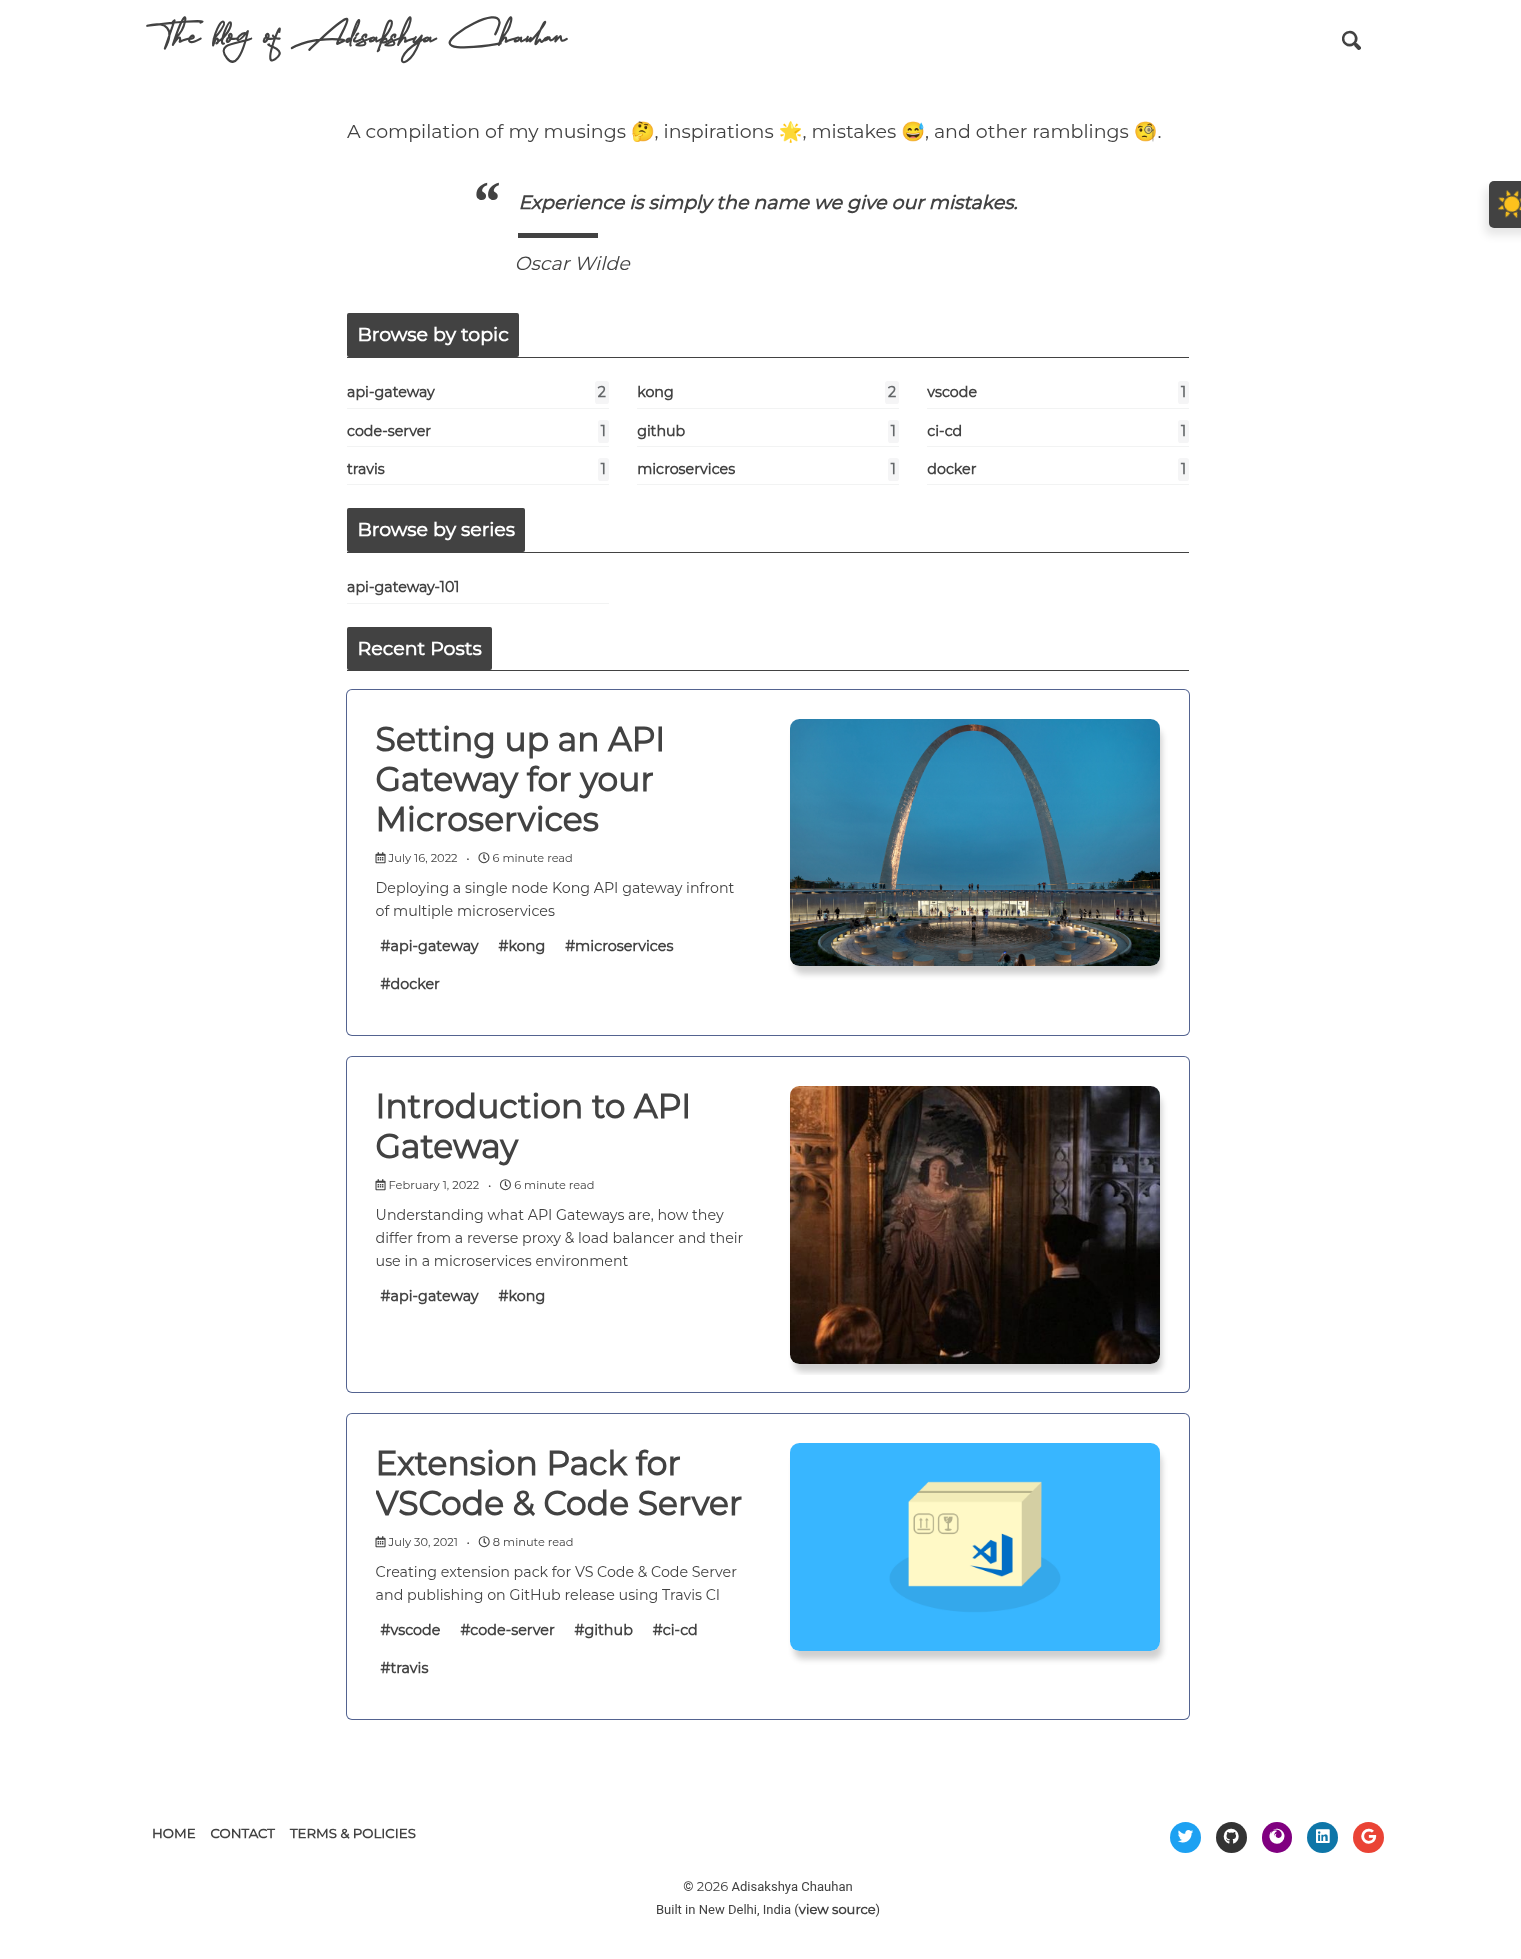 The blog of Adisakshya Chauhan
A compilation of my musings 🤔, inspirations 🌟, mistakes 😅, and other ramblings 🧐.
“ Experience is simply the name we give our mistakes.
Oscar Wilde
Browse by topic
api-gateway 2 kong 2 vscode 1
code-server 1 github 1 ci-cd 1
travis 1 microservices 1 docker 1
Browse by series
api-gateway-101
Recent Posts
Setting up an API
Gateway for your
Microservices
July 16, 2022 • 6 minute read
Deploying a single node Kong API gateway infront
of multiple microservices
#api-gateway #kong #microservices
#docker
Introduction to API
Gateway
February 1, 2022 • 6 minute read
Understanding what API Gateways are, how they
differ from a reverse proxy & load balancer and their
use in a microservices environment
#api-gateway #kong
Extension Pack for
VSCode & Code Server
July 30, 2021 • 8 minute read
Creating extension pack for VS Code & Code Server
and publishing on GitHub release using Travis CI
#vscode #code-server #github #ci-cd
#travis
HOME CONTACT TERMS & POLICIES
© 2026 Adisakshya Chauhan
Built in New Delhi, India (view source)